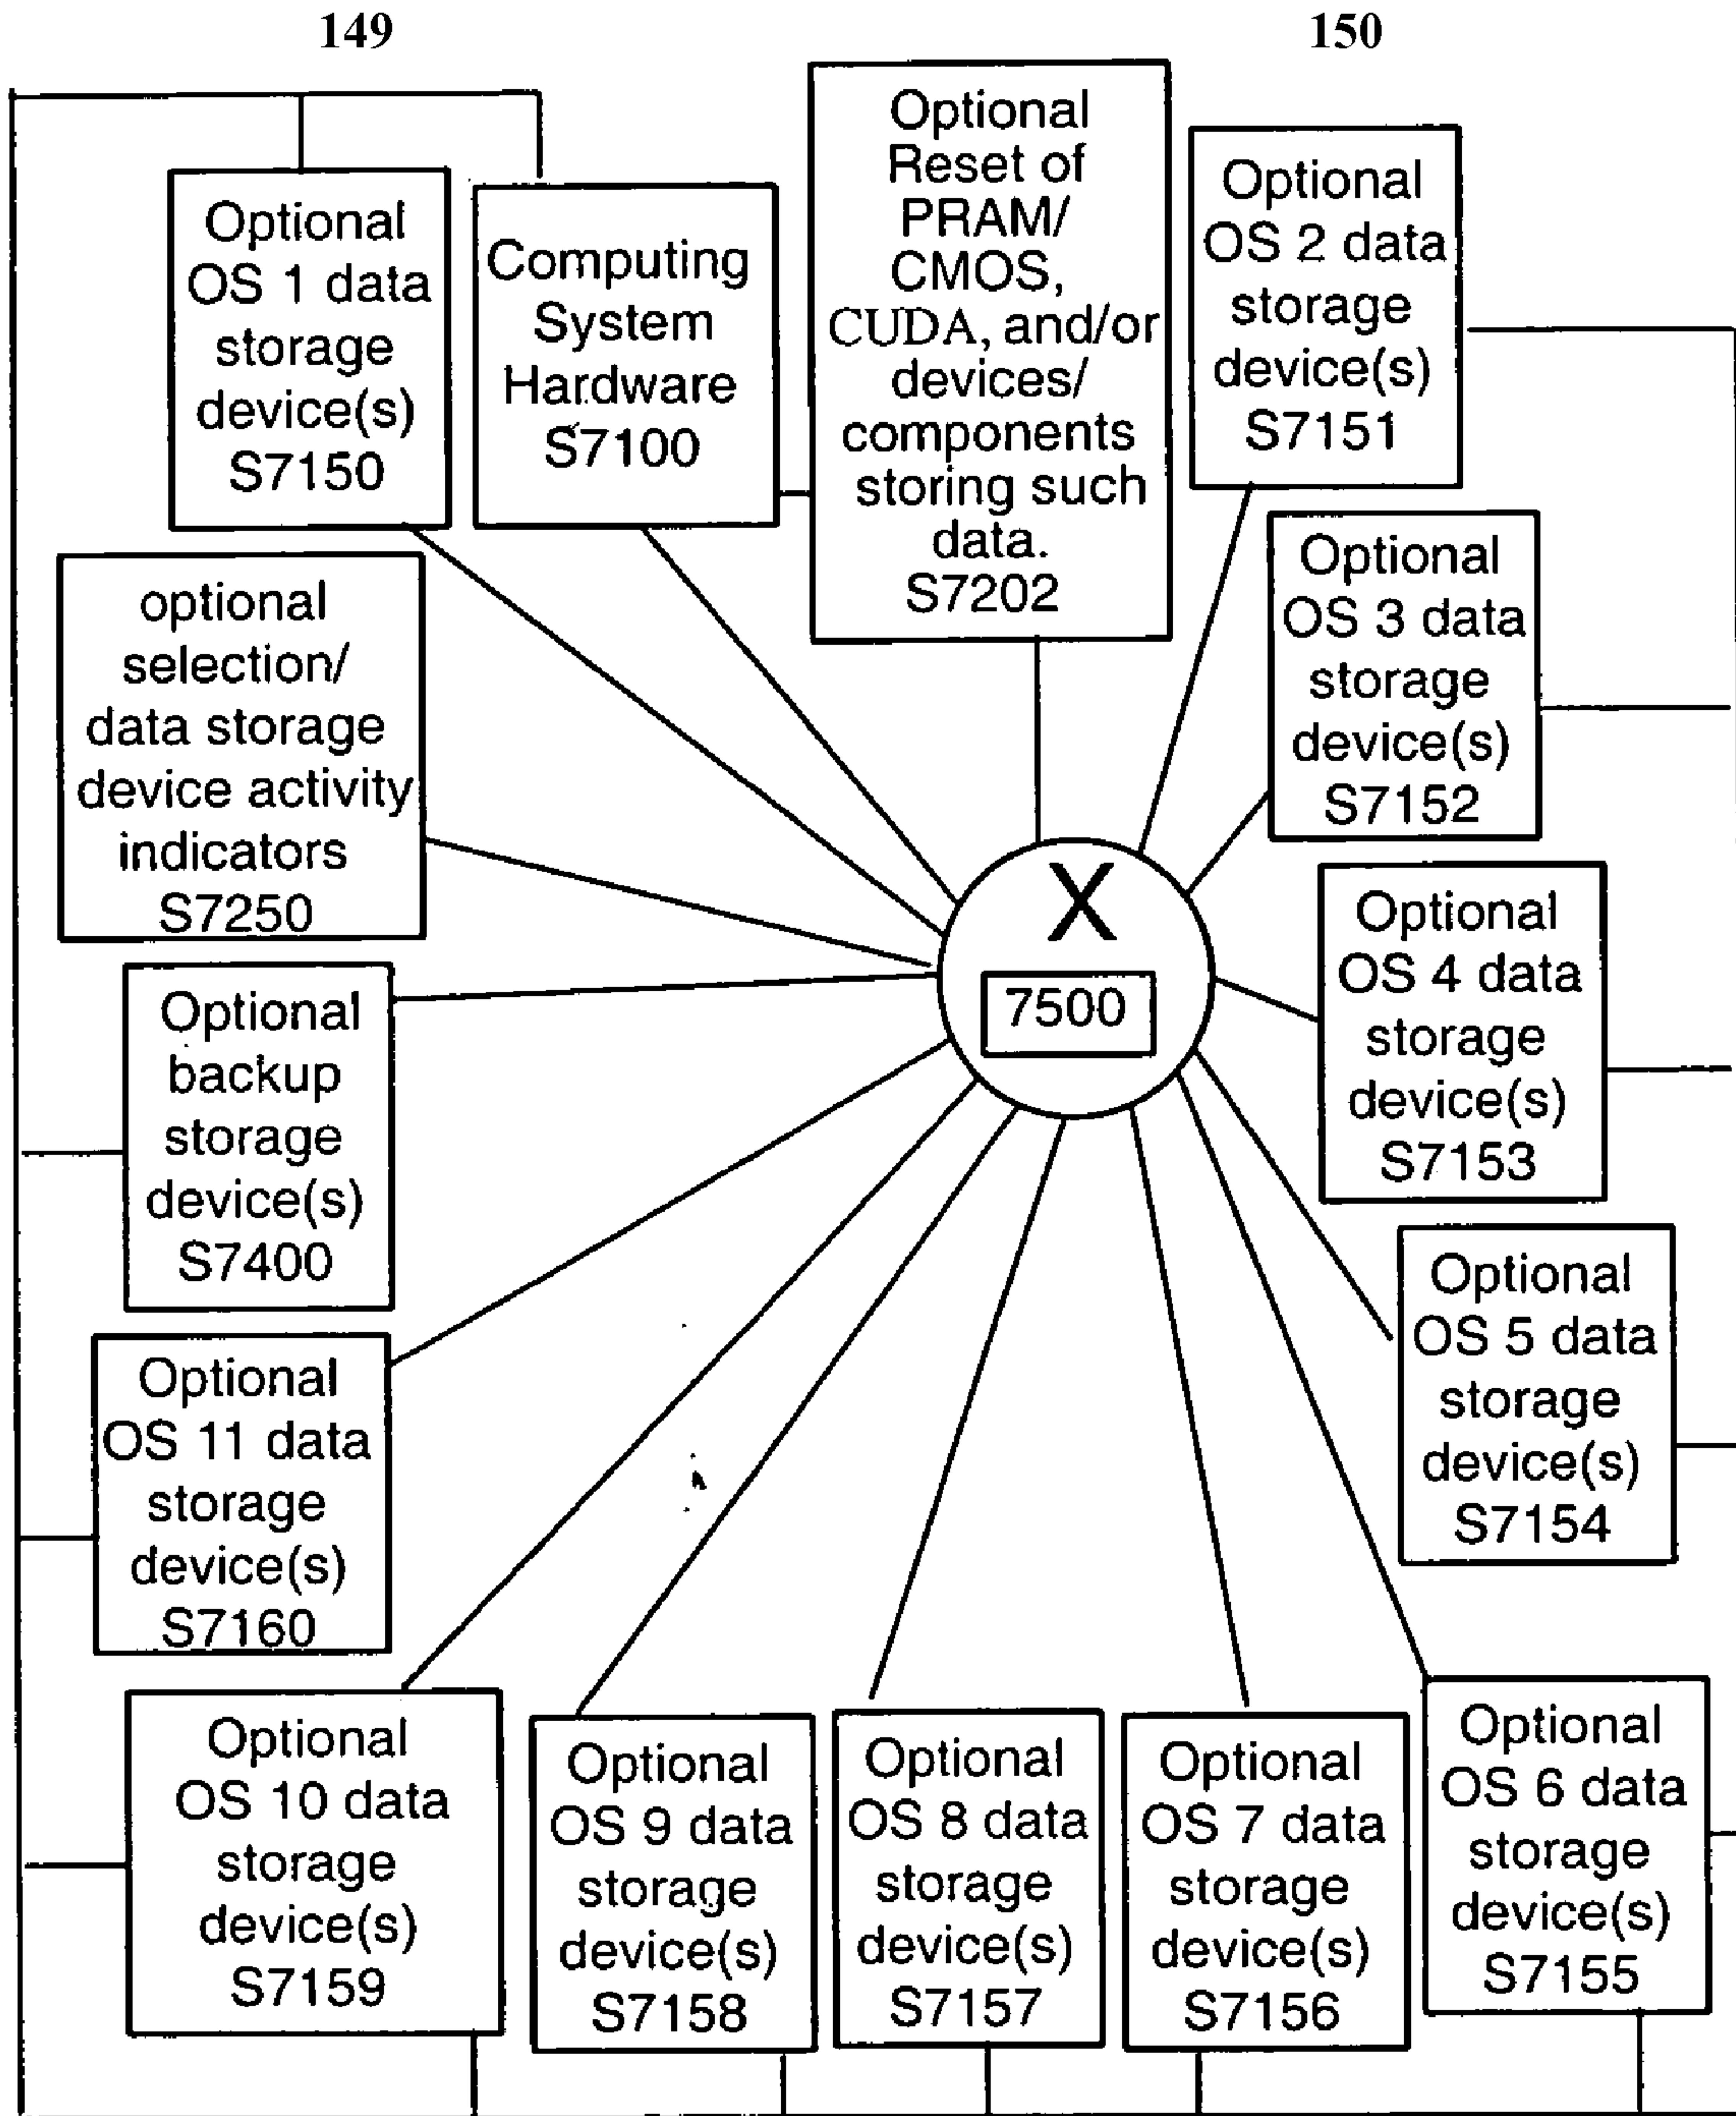 149
150
Optional
OS 1 data
storage
device(s)
S7150
Computing
System
Hardware
S7100
Optional
Reset of
PRAM/
CMOS,
CUDA, and/or
devices/
components
storing such
data.
S7202
Optional
OS 2 data
storage
device(s)
S7151
optional
selection/
data storage
device activity
indicators
S7250
Optional
OS 3 data
storage
device(s)
S7152
X
7500
Optional
OS 4 data
storage
device(s)
S7153
Optional
backup
storage
device(s)
S7400
Optional
OS 5 data
storage
device(s)
S7154
Optional
OS 11 data
storage
device(s)
S7160
Optional
OS 10 data
storage
device(s)
S7159
Optional
OS 9 data
storage
device(s)
S7158
Optional
OS 8 data
storage
device(s)
S7157
Optional
OS 7 data
storage
device(s)
S7156
Optional
OS 6 data
storage
device(s)
S7155